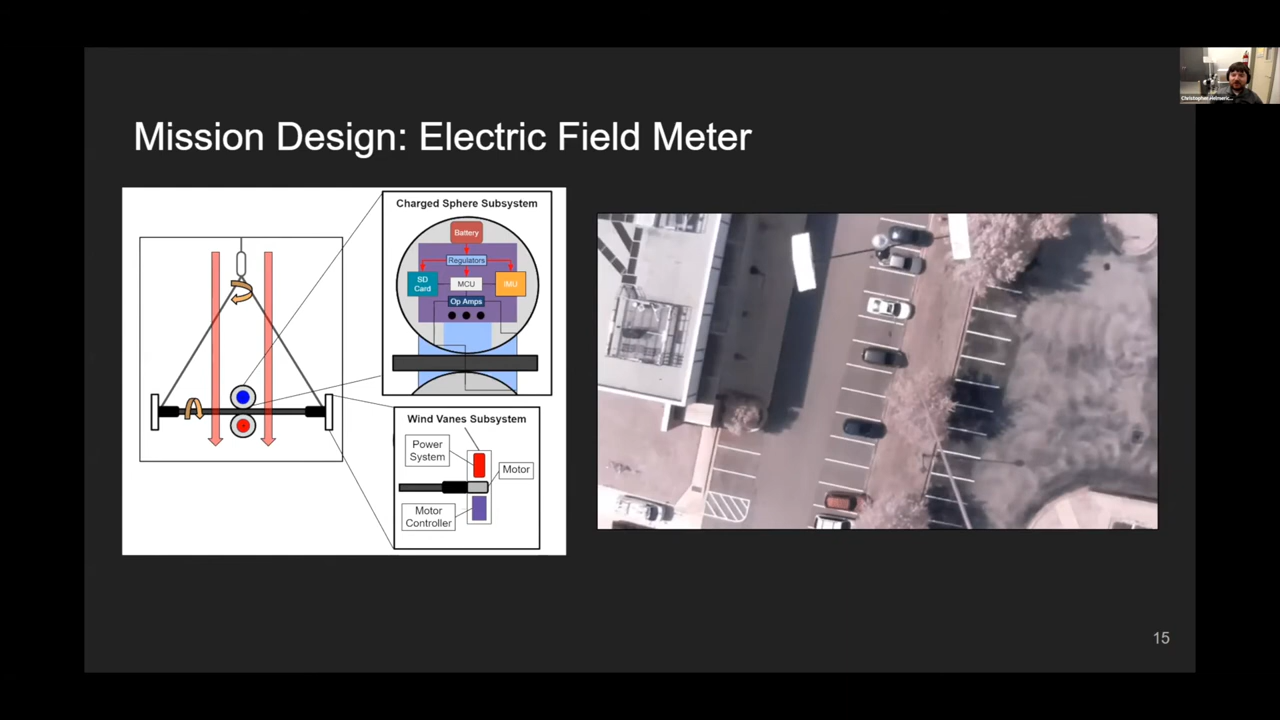 Mission Design: Electric Field Meter
Charged Sphere Subsystem
Battery
Regulators
SD
Card
MCU
IMU
Op Amps
Wind Vanes Subsystem
Power
System
Motor
Motor
Controller
15